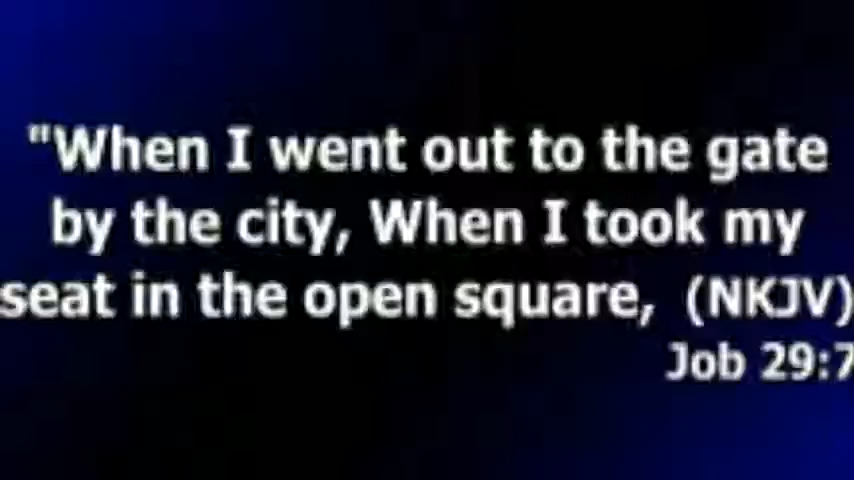 "When I went out to the gate
by the city, When I took my
seat in the open square, (NKJV)
Job 29:7